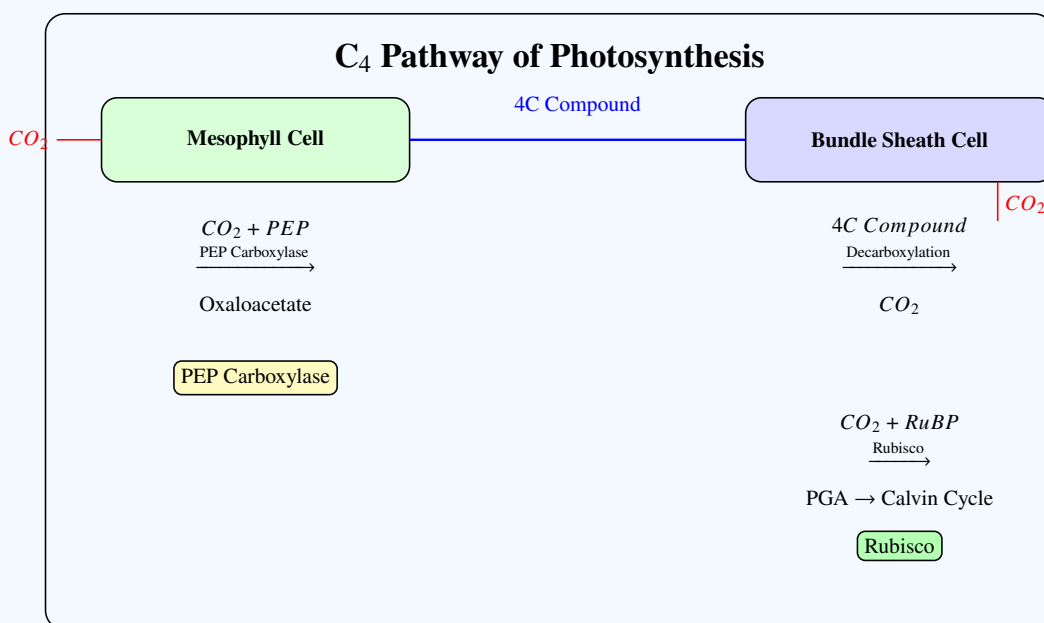 C₄ Pathway of Photosynthesis
4C Compound
CO₂
Mesophyll Cell
Bundle Sheath Cell
CO₂
CO₂ + PEP
PEP Carboxylase
Oxaloacetate
PEP Carboxylase
4C Compound
Decarboxylation
CO₂
CO₂ + RuBP
Rubisco
PGA → Calvin Cycle
Rubisco